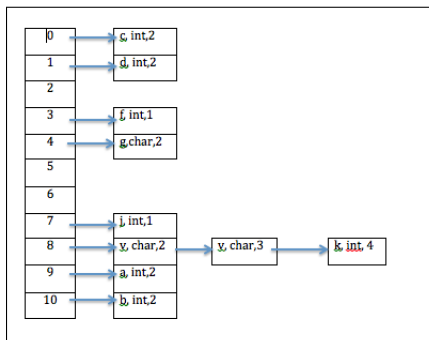 0 c, int,2
1 d, int,2
2
3 f, int,1
4 g,char,2
5
6
7 j, int,1
8 v, char,2 v, char,3 k, int, 4
9 a, int,2
10 b, int,2